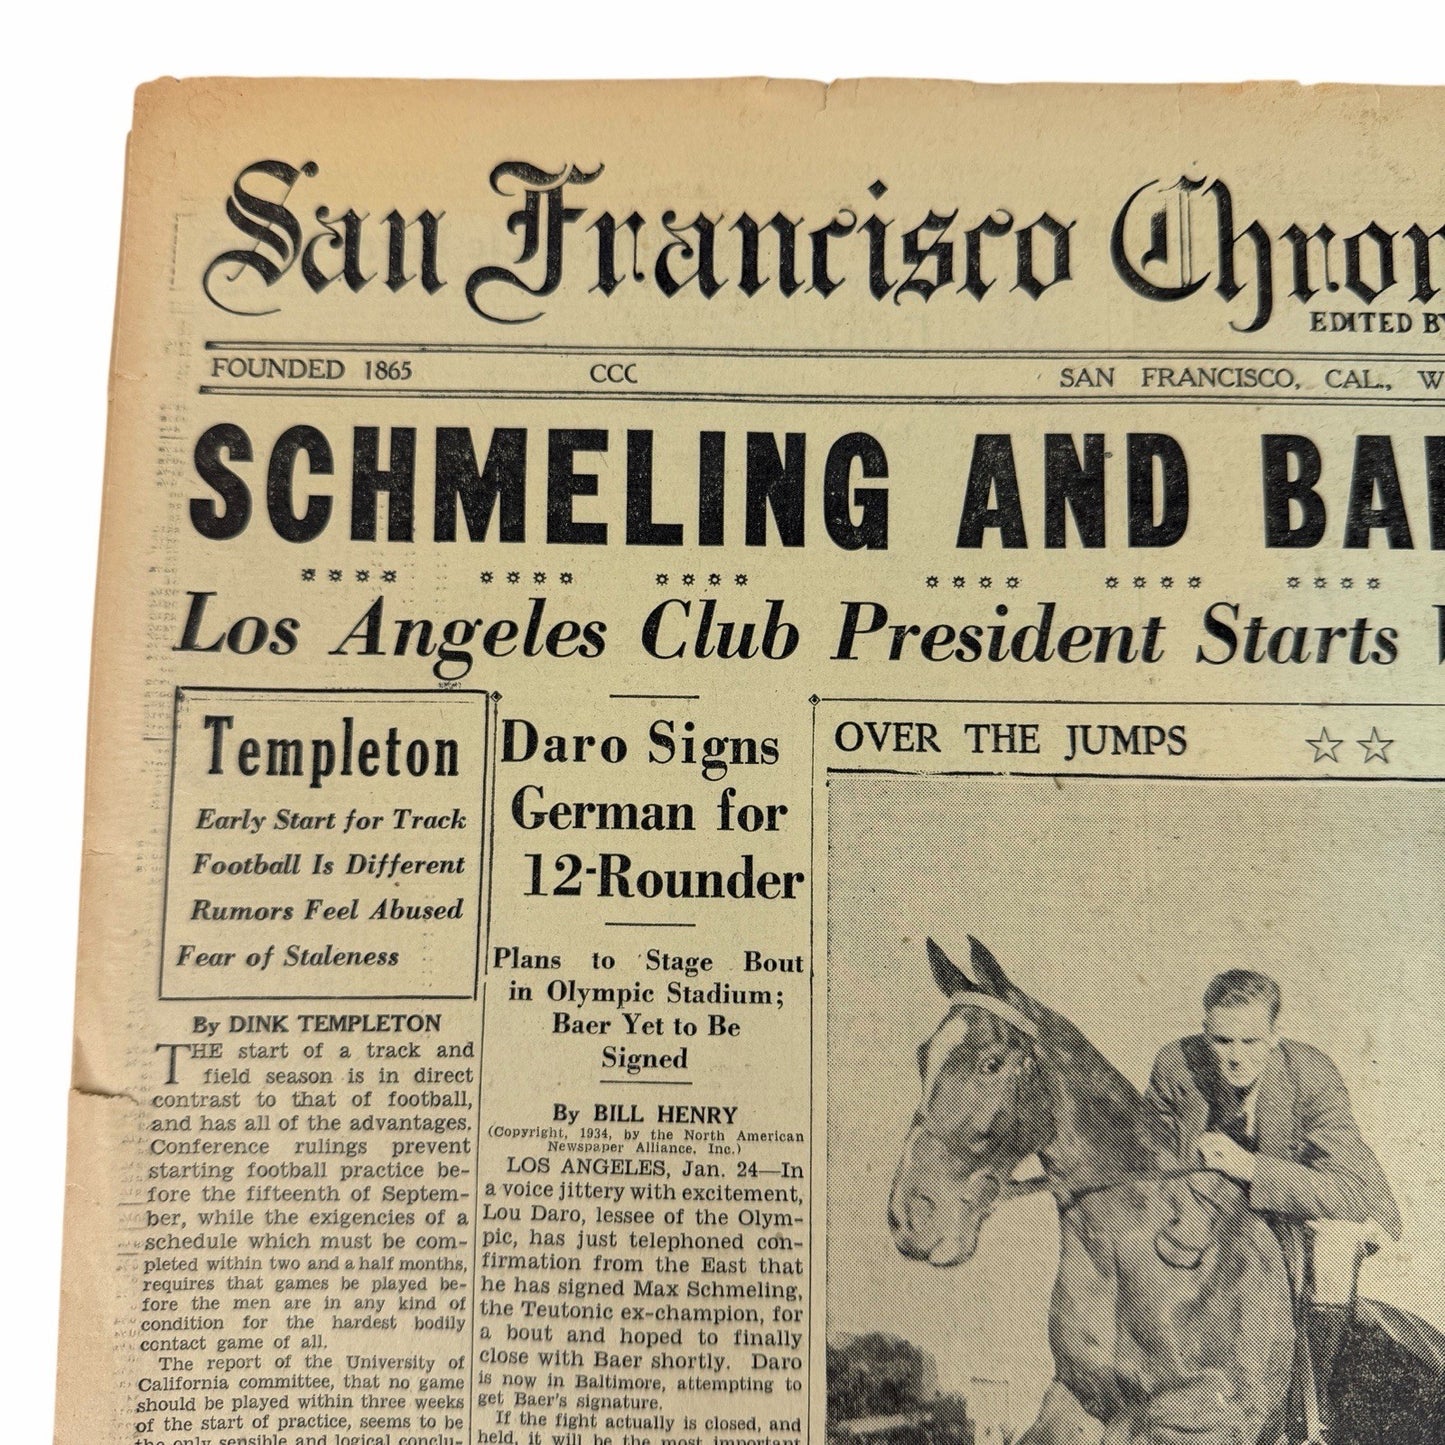 San Francisco Chron
EDITED BY
FOUNDED 1865 CCC SAN FRANCISCO, CAL., W
SCHMELING AND BAE
Los Angeles Club President Starts
Templeton
Early Start for Track
Football Is Different
Rumors Feel Abused
Fear of Staleness
By DINK TEMPLETON
THE start of a track and
field season is in direct
contrast to that of football,
and has all of the advantages.
Conference rulings prevent
starting football practice be-
fore the fifteenth of Septem-
ber, while the exigencies of a
schedule which must be com-
pleted within two and a half months,
requires that games be played be-
fore the men are in any kind of
condition for the hardest bodily
contact game of all.
The report of the University of
California committee, that no game
should be played within three weeks
of the start of practice, seems to be
the only sensible and logical conclu-
Daro Signs
German for
12-Rounder
Plans to Stage Bout
in Olympic Stadium;
Baer Yet to Be
Signed
By BILL HENRY
(Copyright, 1934, by the North American
Newspaper Alliance, Inc.)
LOS ANGELES, Jan. 24—In
a voice jittery with excitement,
Lou Daro, lessee of the Olym-
pic, has just telephoned con-
firmation from the East that
he has signed Max Schmeling,
the Teutonic ex-champion, for
a bout and hoped to finally
close with Baer shortly. Daro
is now in Baltimore, attempting to
get Baer's signature.
If the fight actually is closed, and
held, it will be the most important
OVER THE JUMPS ☆☆